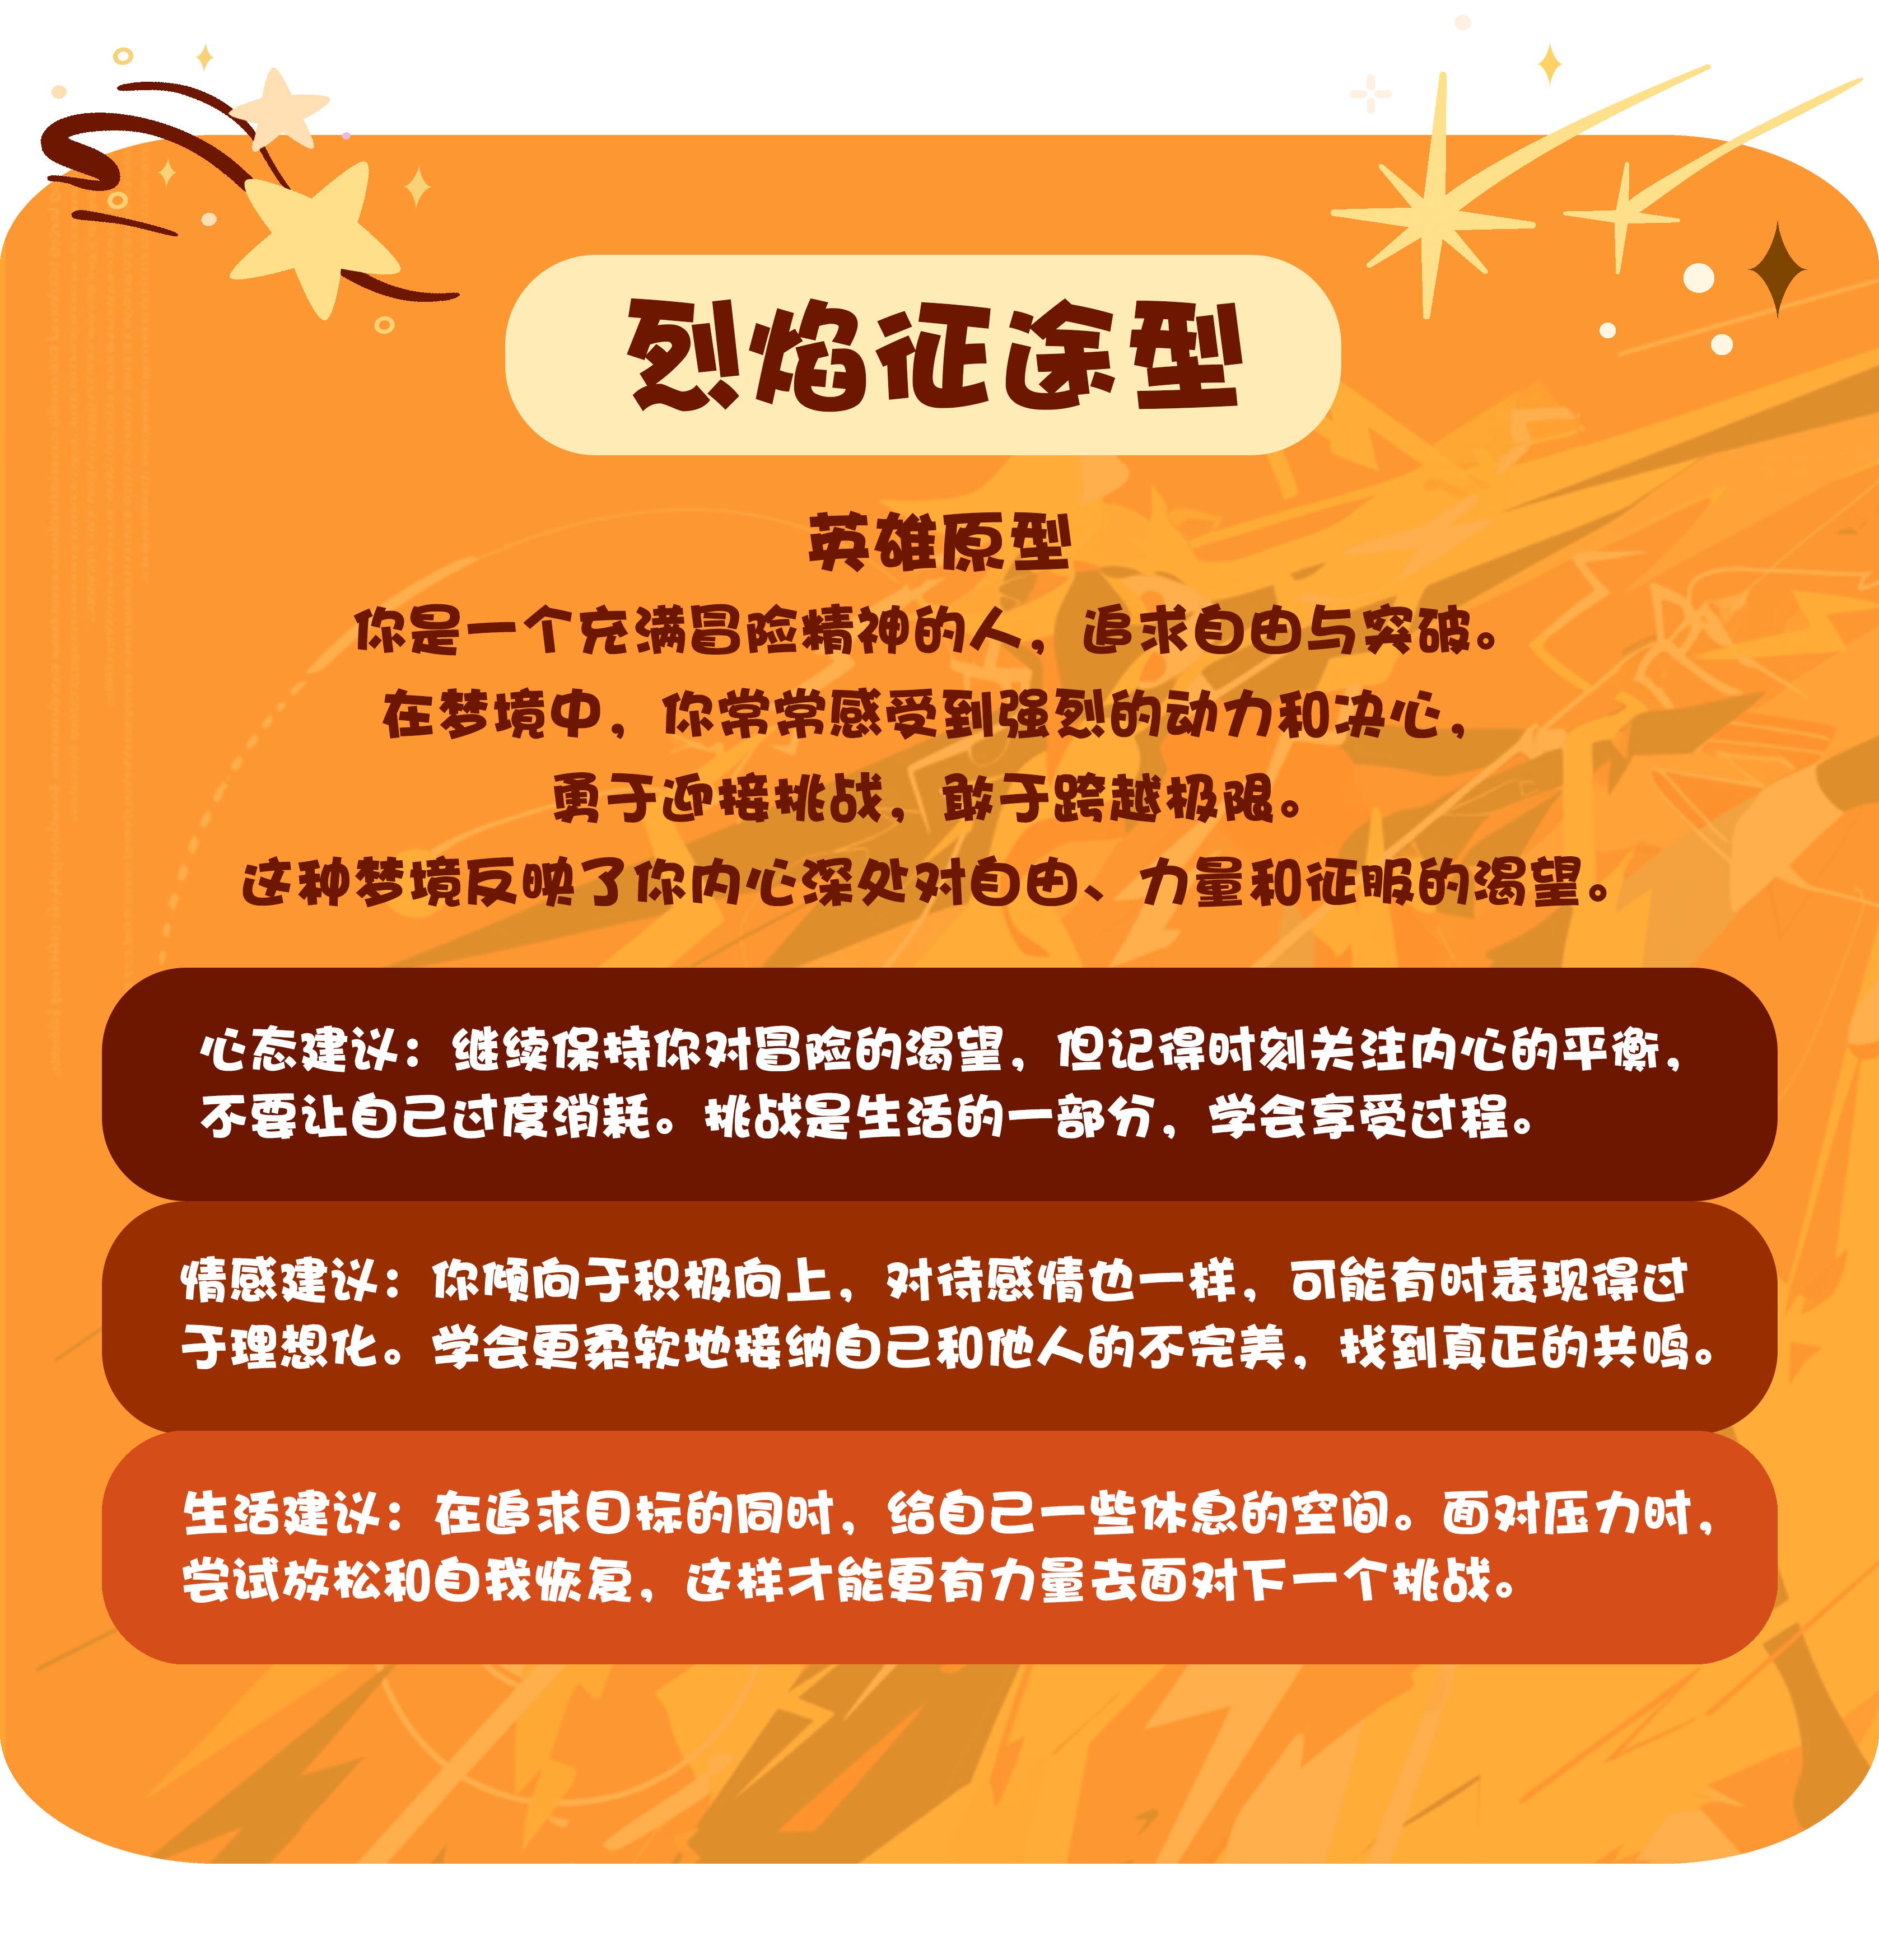 烈焰征途型
英雄原型
你是一个充满冒险精神的人，追求自由与突破。
在梦境中，你常常感受到强烈的动力和决心，
勇于迎接挑战，敢于跨越极限。
这种梦境反映了你内心深处对自由、力量和征服的渴望。
心态建议：继续保持你对冒险的渴望，但记得时刻关注内心的平衡，
不要让自己过度消耗。挑战是生活的一部分，学会享受过程。
情感建议：你倾向于积极向上，对待感情也一样，可能有时表现得过
于理想化。学会更柔软地接纳自己和他人的不完美，找到真正的共鸣。
生活建议：在追求目标的同时，给自己一些休息的空间。面对压力时，
尝试放松和自我恢复，这样才能更有力量去面对下一个挑战。